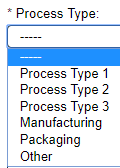 * Process Type:
-----
-----
Process Type 1
Process Type 2
Process Type 3
Manufacturing
Packaging
Other